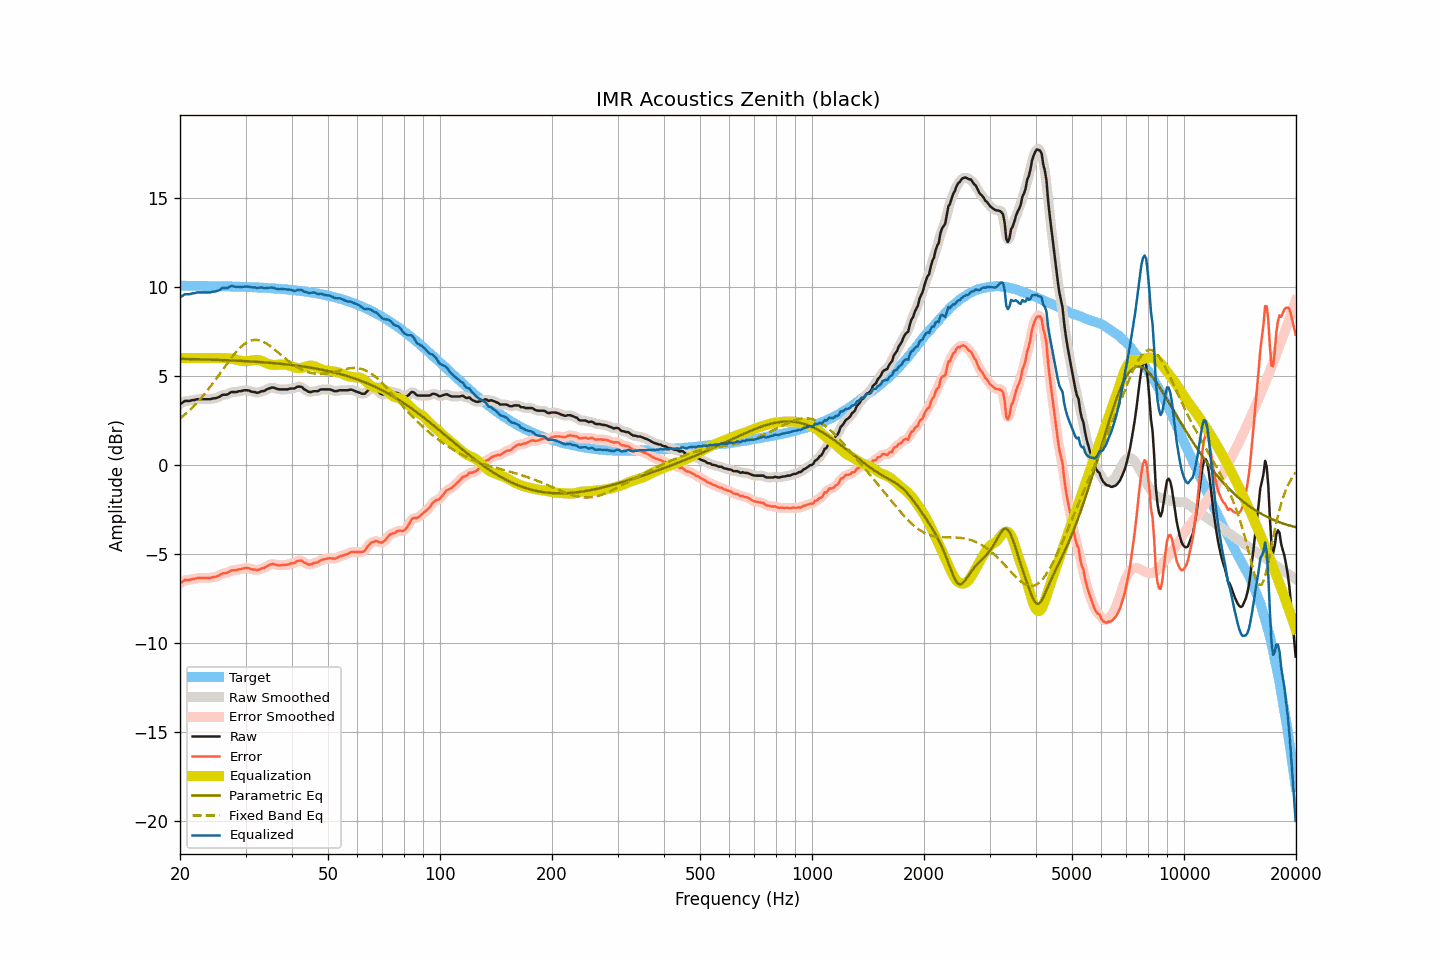 IMR Acoustics Zenith (black)
Amplitude (dBr)
15
10
5
0
−5
−10
−15
−20
Target
Raw Smoothed
Error Smoothed
Raw
Error
Equalization
Parametric Eq
Fixed Band Eq
Equalized
20 50 100 200 500 1000 2000 5000 10000 20000
Frequency (Hz)